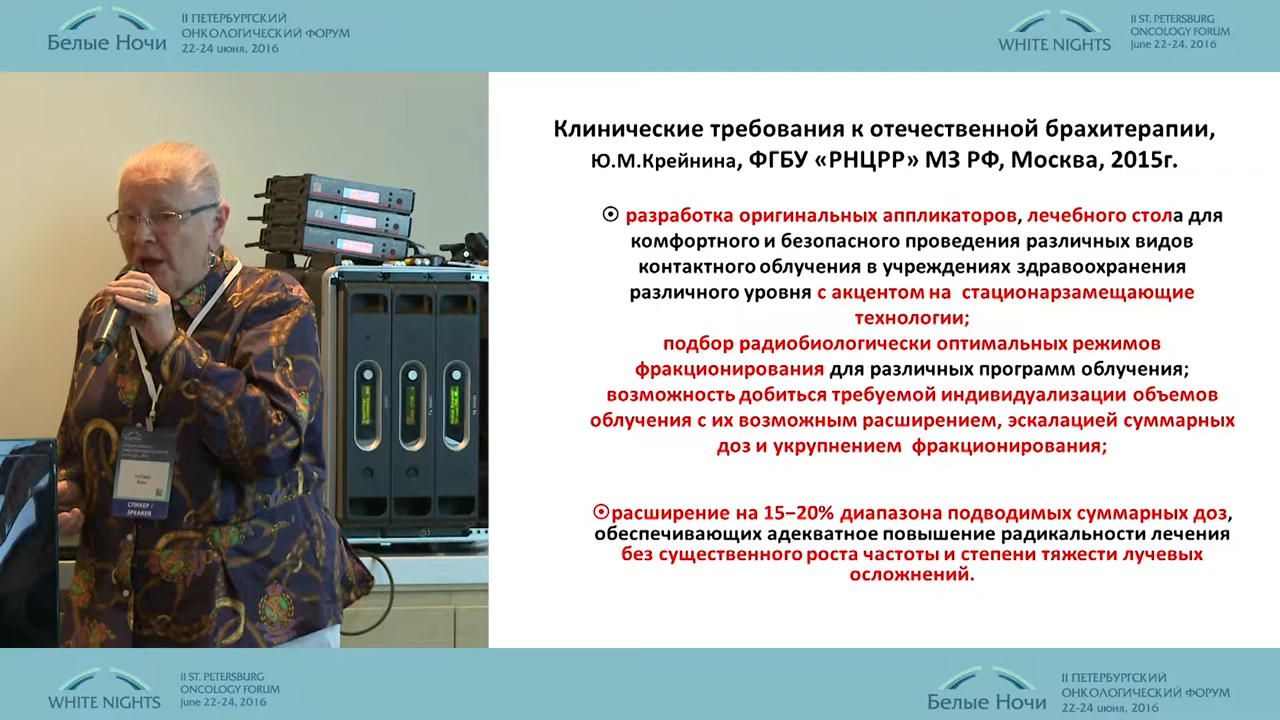 Белые Ночи
II ПЕТЕРБУРГСКИЙ
ОНКОЛОГИЧЕСКИЙ ФОРУМ
22-24 июня, 2016
WHITE NIGHTS
II ST. PETERSBURG
ONCOLOGY FORUM
June 22-24, 2016
Клинические требования к отечественной брахитерапии,
Ю.М.Крейнина, ФГБУ «РНЦРР» МЗ РФ, Москва, 2015г.
разработка оригинальных аппликаторов, лечебного стола для
комфортного и безопасного проведения различных видов
контактного облучения в учреждениях здравоохранения
различного уровня с акцентом на стационарзамещающие
технологии;
подбор радиобиологически оптимальных режимов
фракционирования для различных программ облучения;
возможность добиться требуемой индивидуализации объемов
облучения с их возможным расширением, эскалацией суммарных
доз и укрупнением фракционирования;
расширение на 15–20% диапазона подводимых суммарных доз,
обеспечивающих адекватное повышение радикальности лечения
без существенного роста частоты и степени тяжести лучевых
осложнений.
СПИКЕР /
SPEAKER
WHITE NIGHTS
II ST. PETERSBURG
ONCOLOGY FORUM
June 22-24, 2016
Белые Ночи
II ПЕТЕРБУРГСКИЙ
ОНКОЛОГИЧЕСКИЙ ФОРУМ
22-24 июня, 2016